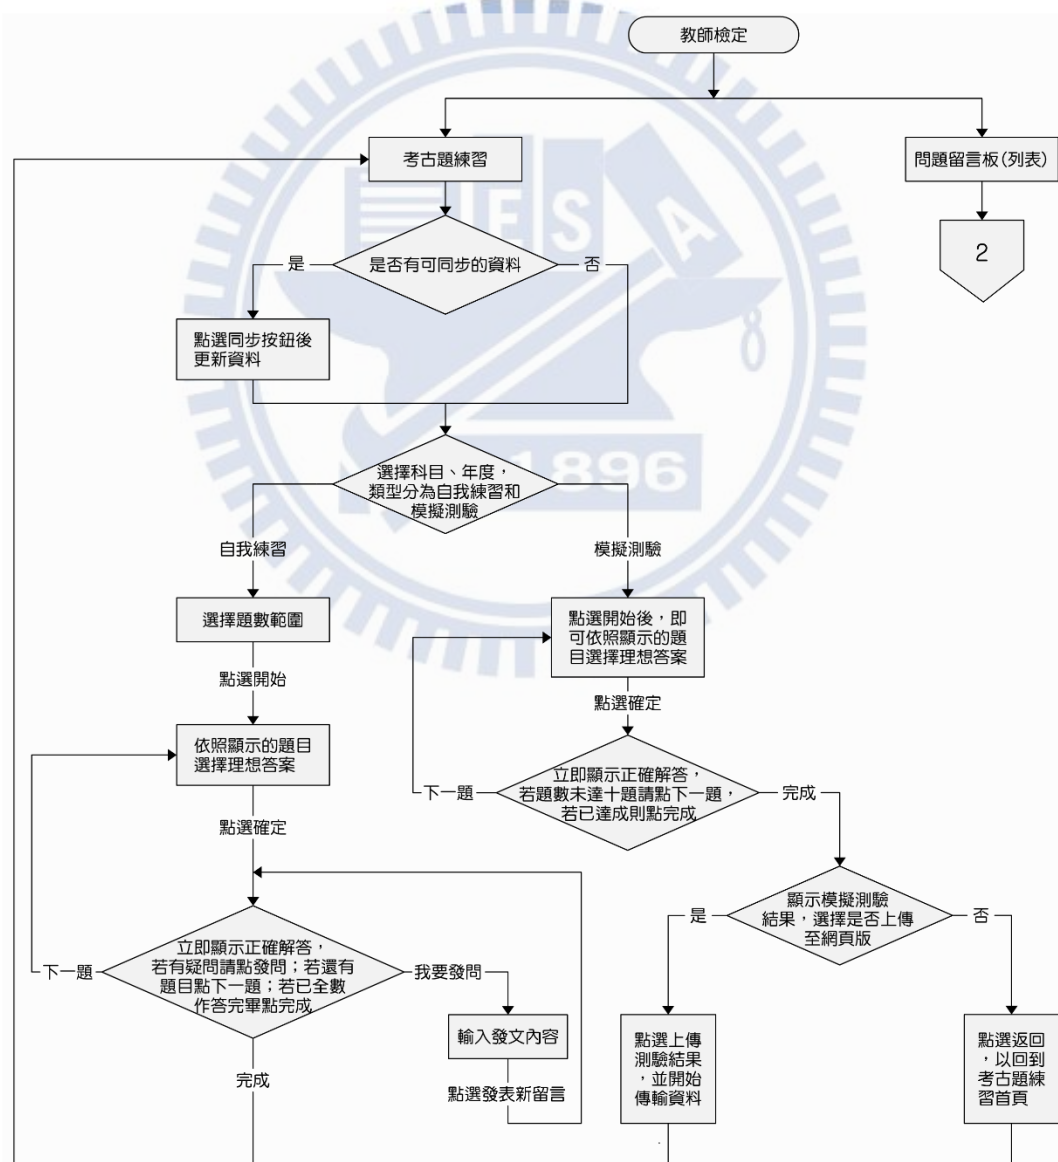 教師檢定
考古題練習
問題留言板(列表)
2
是否有可同步的資料
是
否
點選同步按鈕後
更新資料
選擇科目、年度，
類型分為自我練習和
模擬測驗
自我練習
模擬測驗
選擇題數範圍
點選開始後，即
可依照顯示的題
目選擇理想答案
點選開始
點選確定
依照顯示的題目
選擇理想答案
立即顯示正確解答，
若題數未達十題請點下一題，
若已達成則點完成
下一題
完成
點選確定
顯示模擬測驗
結果，選擇是否上傳
至網頁版
是
否
立即顯示正確解答，
若有疑問請點發問；若還有
題目點下一題；若已全數
作答完畢點完成
下一題
我要發問
輸入發文內容
點選上傳
測驗結果
，並開始
傳輸資料
點選返回
，以回到
考古題練
習首頁
完成
點選發表新留言
ESA
1896